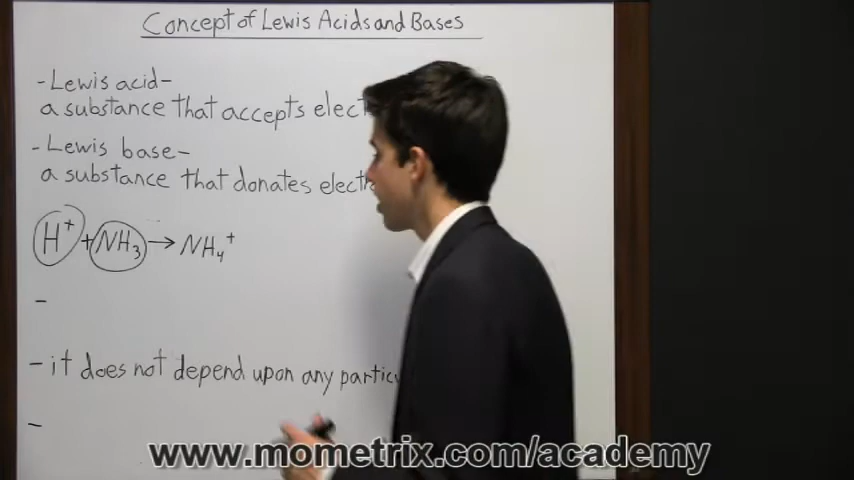 Concept of Lewis Acids and Bases
-Lewis acid-
a substance that accepts elect
-Lewis base-
a substance that donates elect
H⁺ + NH₃ → NH₄⁺
-
- it does not depend upon any partic
-
www.mometrix.com/academy